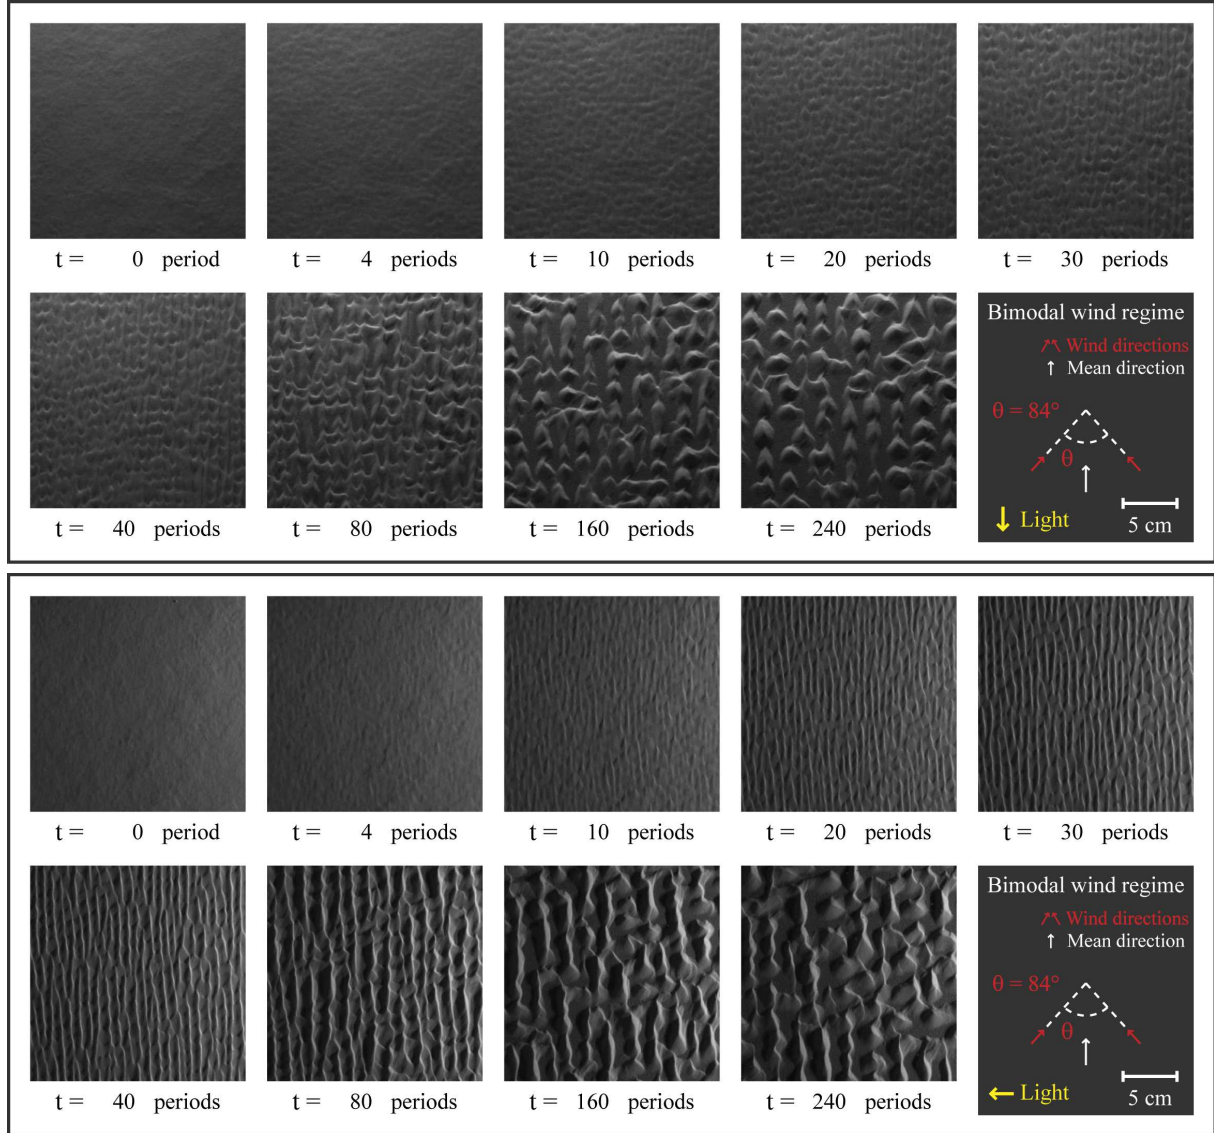 t = 0 period
t = 4 periods
t = 10 periods
t = 20 periods
t = 30 periods
t = 40 periods
t = 80 periods
t = 160 periods
t = 240 periods
Bimodal wind regime
Wind directions
Mean direction
θ = 84°
θ
Light
5 cm
t = 0 period
t = 4 periods
t = 10 periods
t = 20 periods
t = 30 periods
t = 40 periods
t = 80 periods
t = 160 periods
t = 240 periods
Bimodal wind regime
Wind directions
Mean direction
θ = 84°
θ
Light
5 cm